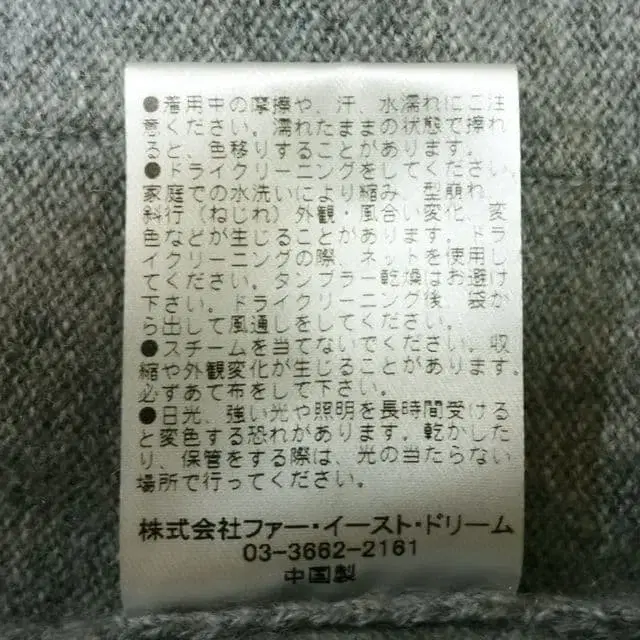 ●着用中の摩擦や、汗、水濡れにご注
意ください。濡れたままの状態で擦れ
ると、色移りすることがあります。
●ドライクリーニングをしてください。
家庭での水洗いにより縮み、型崩れ、
斜行(ねじれ)外観・風合い変化、変
色などが生じることがあります。ドラ
イクリーニングの際、ネットを使用し
てください。タンブラー乾燥はお避け
下さい。ドライクリーニング後、袋か
ら出して風通しをしてください。
●スチームを当てないでください。収
縮や外観変化が生じることがあります。
必ずあて布をして下さい。
●日光、強い光や照明を長時間受ける
と変色する恐れがあります。乾かした
り、保管をする際は、光の当たらない
場所で行ってください。
株式会社ファー・イースト・ドリーム
03-3662-2161
中国製